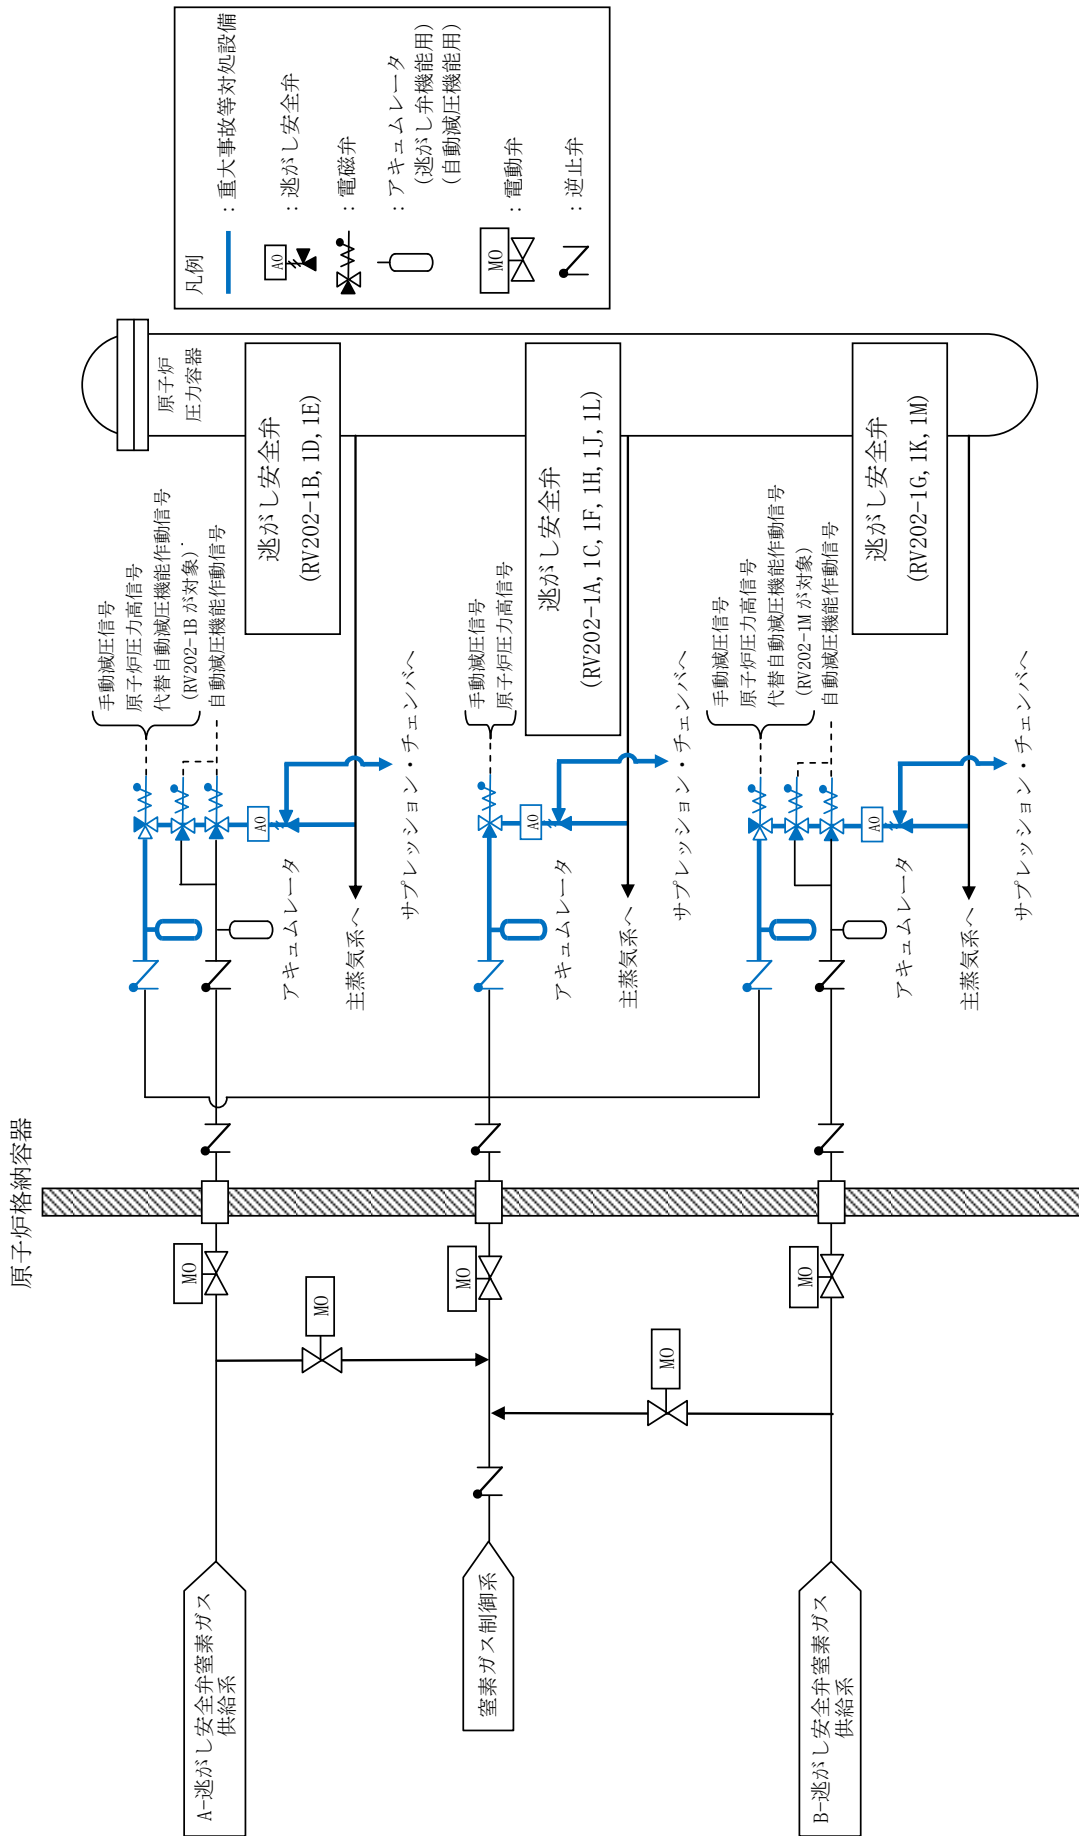 原子炉格納容器
A-逃がし安全弁窒素ガス
供給系
窒素ガス制御系
B-逃がし安全弁窒素ガス
供給系
MO
MO
MO
MO
MO
手動減圧信号
原子炉圧力高信号
代替自動減圧機能作動信号
(RV202-1Bが対象)
自動減圧機能作動信号
AO
アキュムレータ
主蒸気系へ
サプレッション・チェンバへ
逃がし安全弁
(RV202-1B, 1D, 1E)
手動減圧信号
原子炉圧力高信号
AO
アキュムレータ
主蒸気系へ
サプレッション・チェンバへ
逃がし安全弁
(RV202-1A, 1C, 1F, 1H, 1J, 1L)
手動減圧信号
原子炉圧力高信号
代替自動減圧機能作動信号
(RV202-1Mが対象)
自動減圧機能作動信号
AO
アキュムレータ
主蒸気系へ
サプレッション・チェンバへ
逃がし安全弁
(RV202-1G, 1K, 1M)
原子炉
圧力容器
凡例
：重大事故等対処設備
AO ：逃がし安全弁
：電磁弁
：アキュムレータ
(逃がし弁機能用)
(自動減圧機能用)
MO ：電動弁
：逆止弁